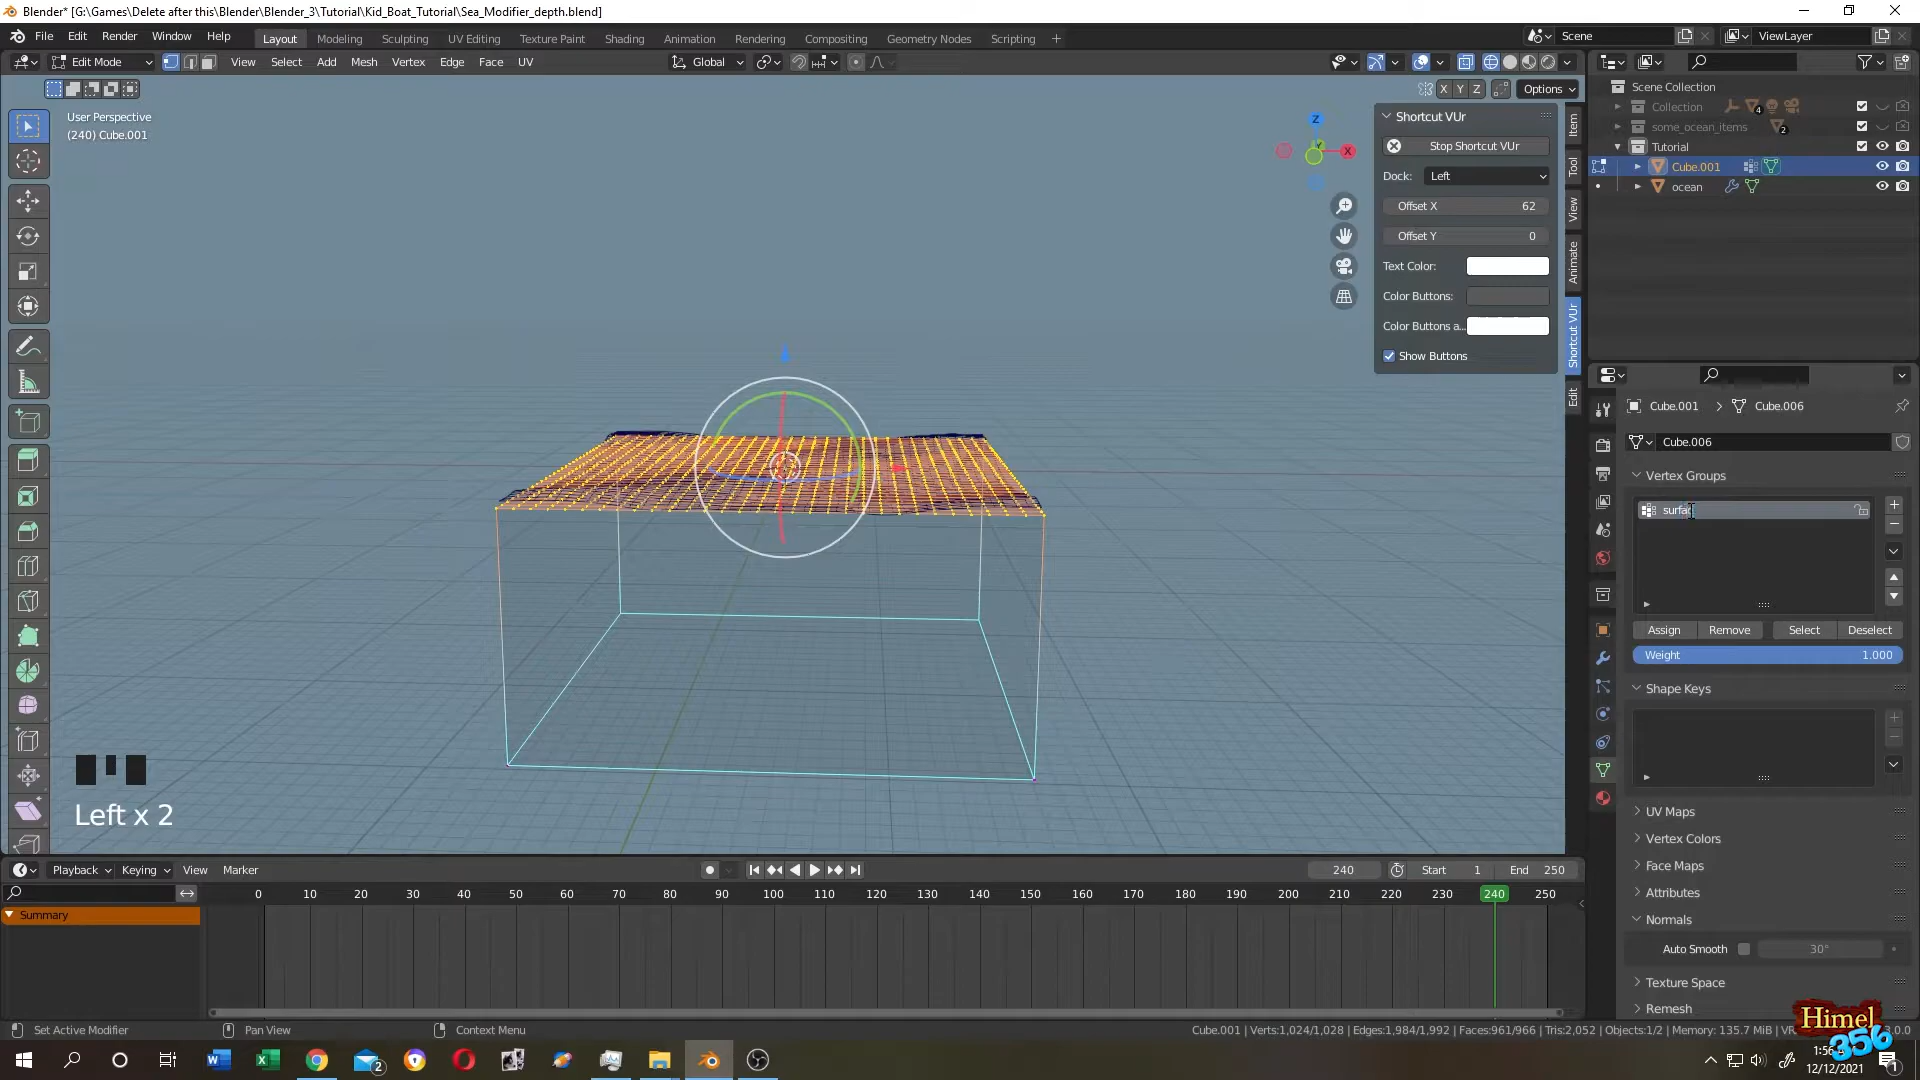 Blender* [G:\Games\Delete after this\Blender\Blender_3\Tutorial\Kid_Boat_Tutorial\Sea_Modifier_depth.blend]
File Edit Render Window Help Layout Modeling Sculpting UV Editing Texture Paint Shading Animation Rendering Compositing Geometry Nodes Scripting + Scene ViewLayer
Edit Mode View Select Add Mesh Vertex Edge Face UV Global
X Y Z Options
User Perspective
(240) Cube.001
Z
X
Shortcut VUr
Stop Shortcut VUr
Dock: Left
Offset X 62
Offset Y 0
Text Color:
Color Buttons:
Color Buttons a...
Show Buttons
Item
Tool
View
Animate
Shortcut VUr
Edit
Scene Collection
Collection 4
some_ocean_items 2
Tutorial
Cube.001
ocean
Cube.001 > Cube.006
Cube.006
Vertex Groups
surfac
Assign Remove Select Deselect
Weight 1.000
Shape Keys
UV Maps
Vertex Colors
Face Maps
Attributes
Normals
Auto Smooth 30°
Texture Space
Remesh
Left x 2
Playback Keying View Marker 240 Start 1 End 250
0 10 20 30 40 50 60 70 80 90 100 110 120 130 140 150 160 170 180 190 200 210 220 230 240 250
Summary
Set Active Modifier Pan View Context Menu Cube.001 | Verts:1,024/1,028 | Edges:1,984/1,992 | Faces:961/966 | Tris:2,052 | Objects:1/2 | Memory: 135.7 MiB
Himel
356
12/12/2021